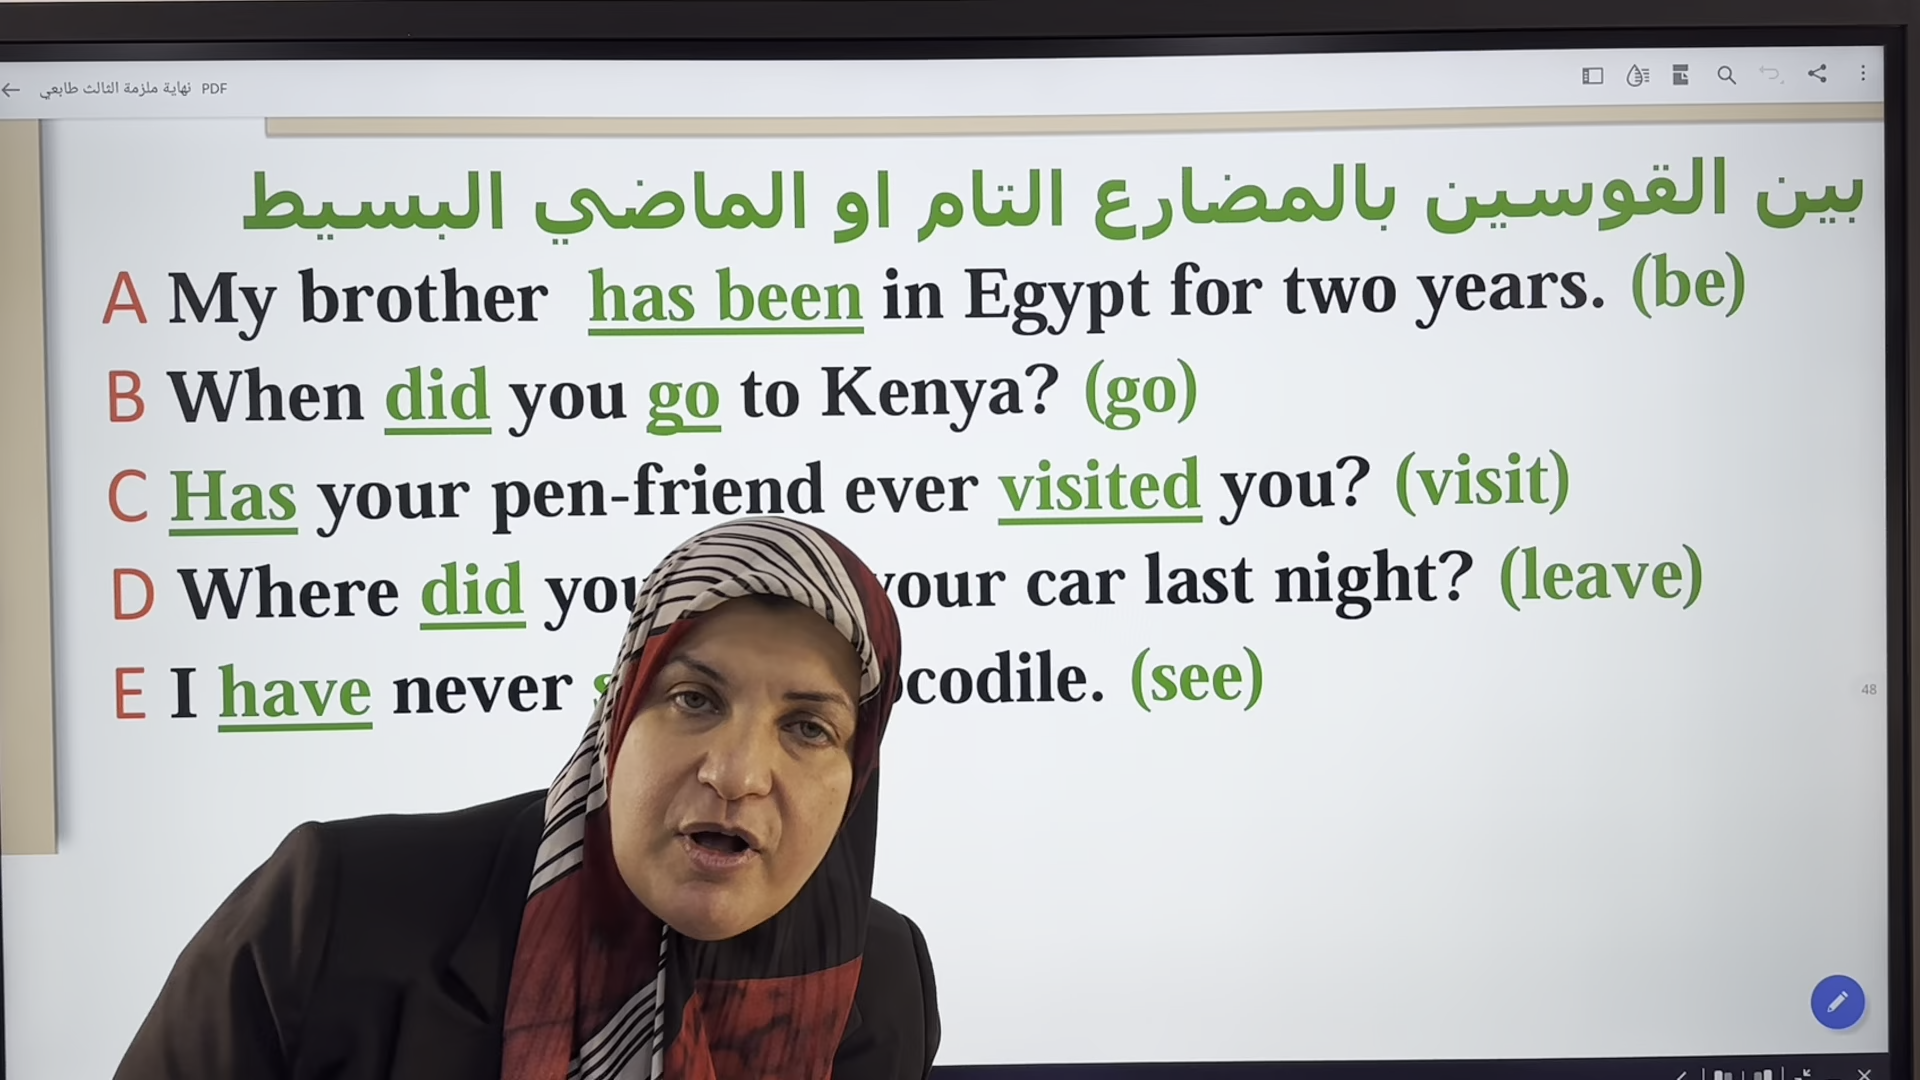 نهاية ملزمة الثالث طابعي PDF
بين القوسين بالمضارع التام او الماضي البسيط
A My brother has been in Egypt for two years. (be)
B When did you go to Kenya? (go)
C Has your pen-friend ever visited you? (visit)
D Where did you your car last night? (leave)
E I have never (see)
48